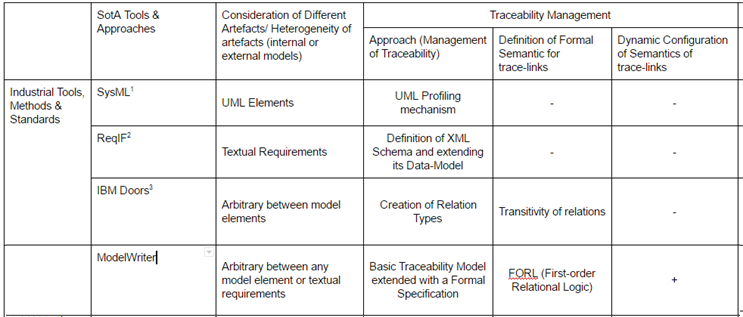 SotA Tools &
Approaches
Consideration of Different
Artefacts/ Heterogeneity of
artefacts (internal or
external models)
Traceability Management
Approach (Management
of Traceability)
Definition of Formal
Semantic for
trace-links
Dynamic Configuration
of Semantics of
trace-links
Industrial Tools,
Methods &
Standards
SysML¹
UML Elements
UML Profiling
mechanism
-
-
ReqIF²
Textual Requirements
Definition of XML
Schema and extending
its Data-Model
-
-
IBM Doors³
Arbitrary between model
elements
Creation of Relation
Types
Transitivity of relations
-
ModelWriter
Arbitrary between any
model element or textual
requirements
Basic Traceability Model
extended with a Formal
Specification
FORL (First-order
Relational Logic)
+